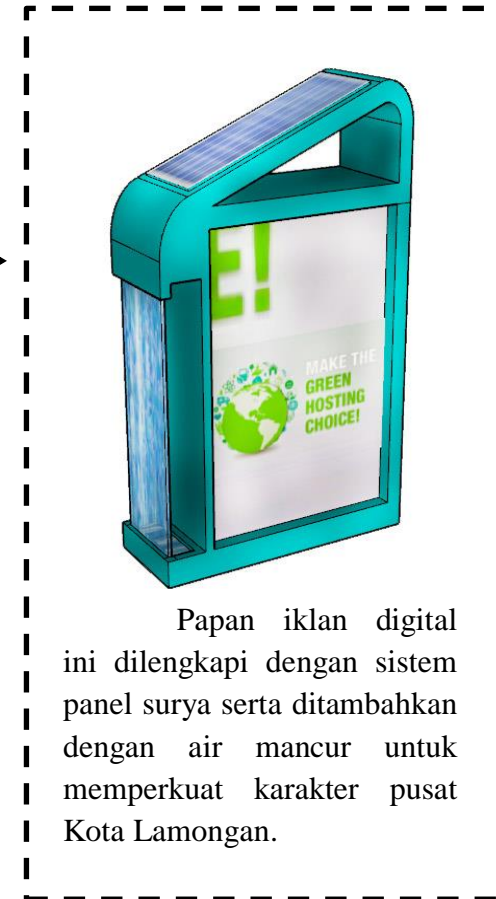 E!
MAKE THE
GREEN
HOSTING
CHOICE!
Papan iklan digital
ini dilengkapi dengan sistem
panel surya serta ditambahkan
dengan air mancur untuk
memperkuat karakter pusat
Kota Lamongan.